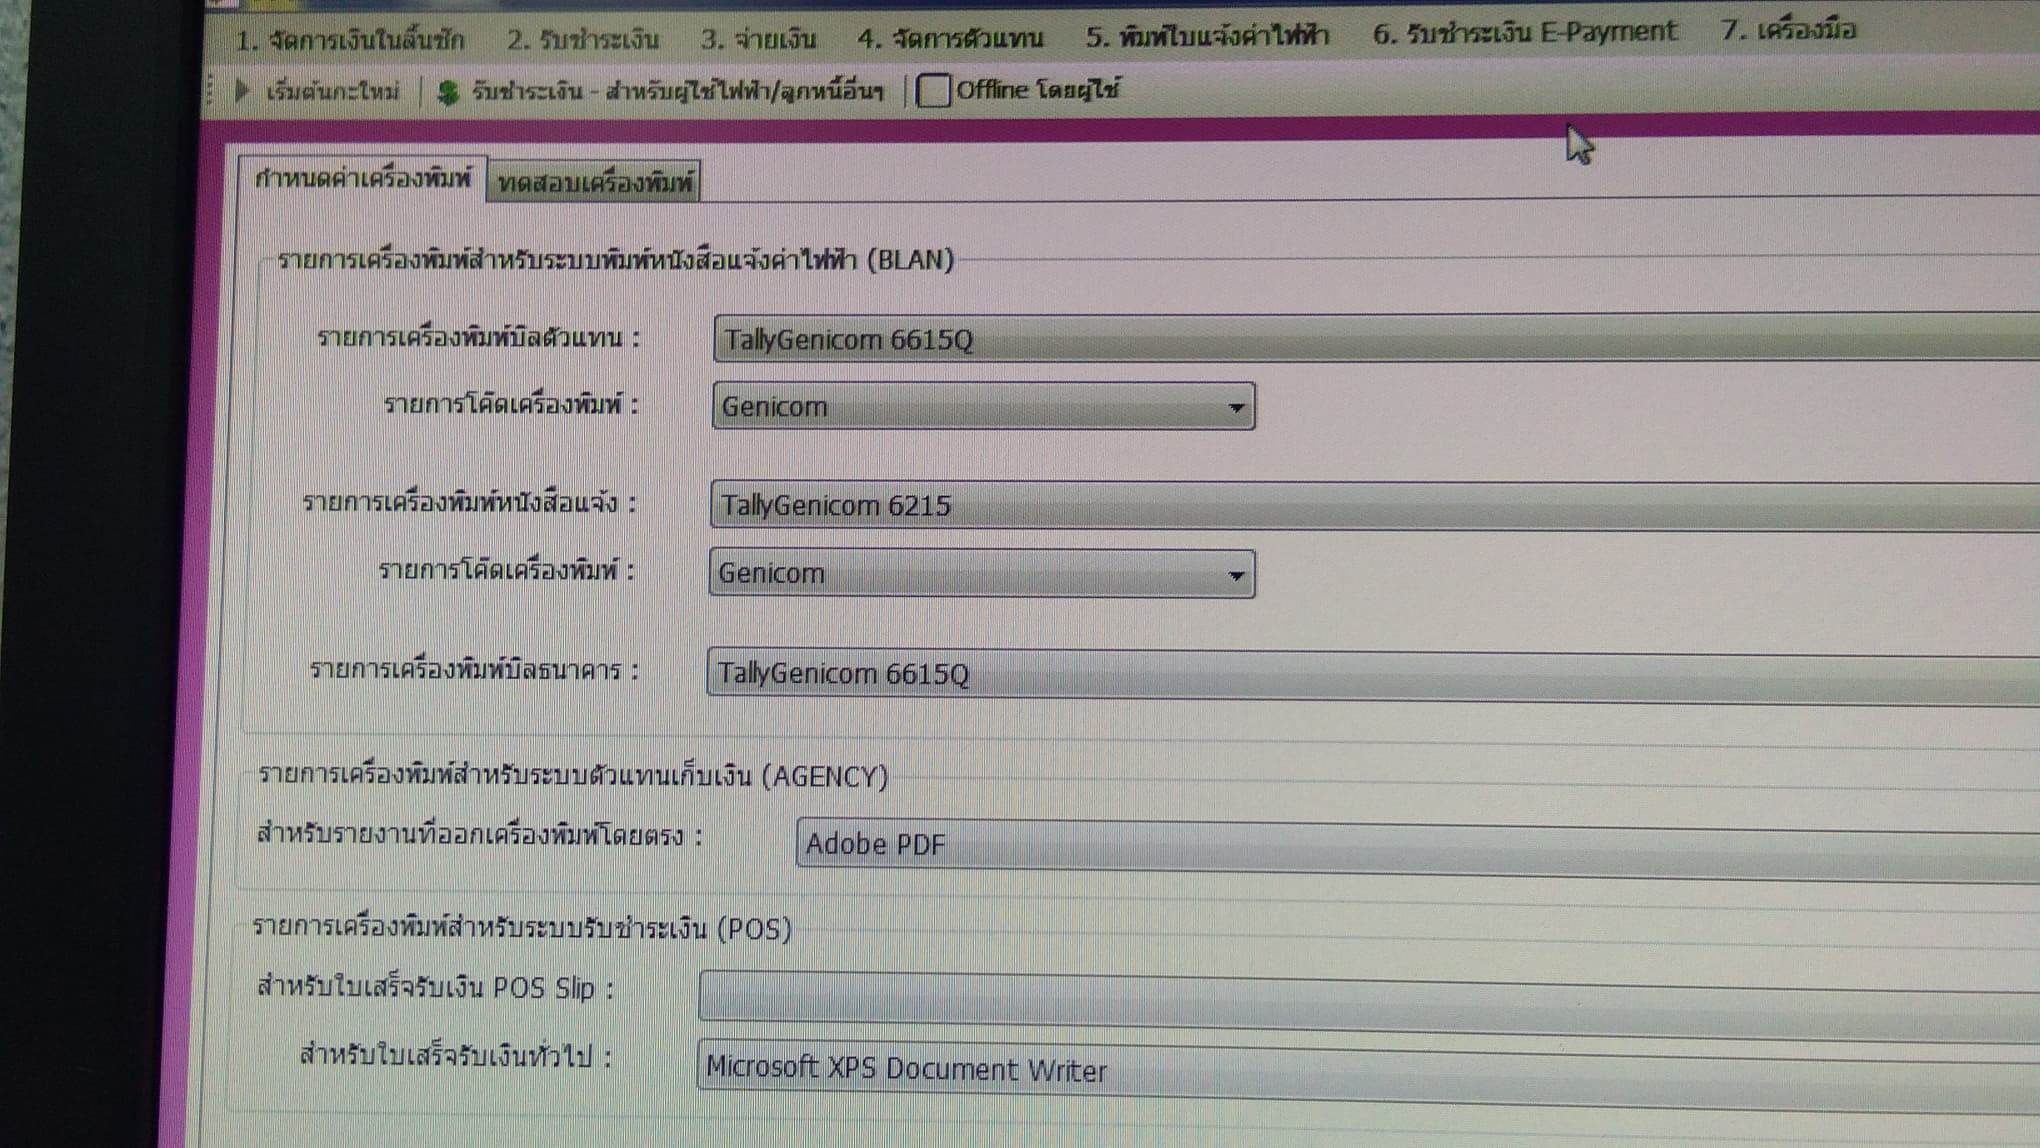 1. จัดการเงินในลิ้นชัก 2. รับชำระเงิน 3. จ่ายเงิน 4. จัดการตัวแทน 5. พิมพ์ใบแจ้งค่าไฟฟ้า 6. รับชำระเงิน E-Payment 7. เครื่องมือ
เริ่มต้นกะใหม่ รับชำระเงิน - สำหรับผู้ใช้ไฟฟ้า/ลูกหนี้อื่นๆ Offline โดยผู้ใช้
กำหนดค่าเครื่องพิมพ์ ทดสอบเครื่องพิมพ์
รายการเครื่องพิมพ์สำหรับระบบพิมพ์หนังสือแจ้งค่าไฟฟ้า (BLAN)
รายการเครื่องพิมพ์บิลตัวแทน : TallyGenicom 6615Q
รายการโค๊ดเครื่องพิมพ์ : Genicom
รายการเครื่องพิมพ์หนังสือแจ้ง : TallyGenicom 6215
รายการโค๊ดเครื่องพิมพ์ : Genicom
รายการเครื่องพิมพ์บิลธนาคาร : TallyGenicom 6615Q
รายการเครื่องพิมพ์สำหรับระบบตัวแทนเก็บเงิน (AGENCY)
สำหรับรายงานที่ออกเครื่องพิมพ์โดยตรง : Adobe PDF
รายการเครื่องพิมพ์สำหรับระบบรับชำระเงิน (POS)
สำหรับใบเสร็จรับเงิน POS Slip :
สำหรับใบเสร็จรับเงินทั่วไป : Microsoft XPS Document Writer